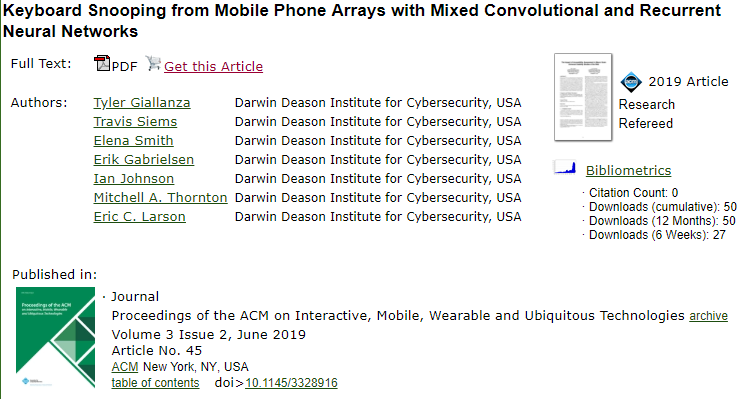 Keyboard Snooping from Mobile Phone Arrays with Mixed Convolutional and Recurrent
Neural Networks
Full Text: PDF Get this Article
2019 Article
Research
Refereed
Authors: Tyler Giallanza Darwin Deason Institute for Cybersecurity, USA
Travis Siems Darwin Deason Institute for Cybersecurity, USA
Elena Smith Darwin Deason Institute for Cybersecurity, USA
Erik Gabrielsen Darwin Deason Institute for Cybersecurity, USA
Ian Johnson Darwin Deason Institute for Cybersecurity, USA
Mitchell A. Thornton Darwin Deason Institute for Cybersecurity, USA
Eric C. Larson Darwin Deason Institute for Cybersecurity, USA
Bibliometrics
· Citation Count: 0
· Downloads (cumulative): 50
· Downloads (12 Months): 50
· Downloads (6 Weeks): 27
Published in:
· Journal
Proceedings of the ACM on Interactive, Mobile, Wearable and Ubiquitous Technologies archive
Volume 3 Issue 2, June 2019
Article No. 45
ACM New York, NY, USA
table of contents doi>10.1145/3328916
Proceedings of the ACM
on Interactive, Mobile, Wearable
and Ubiquitous Technologies